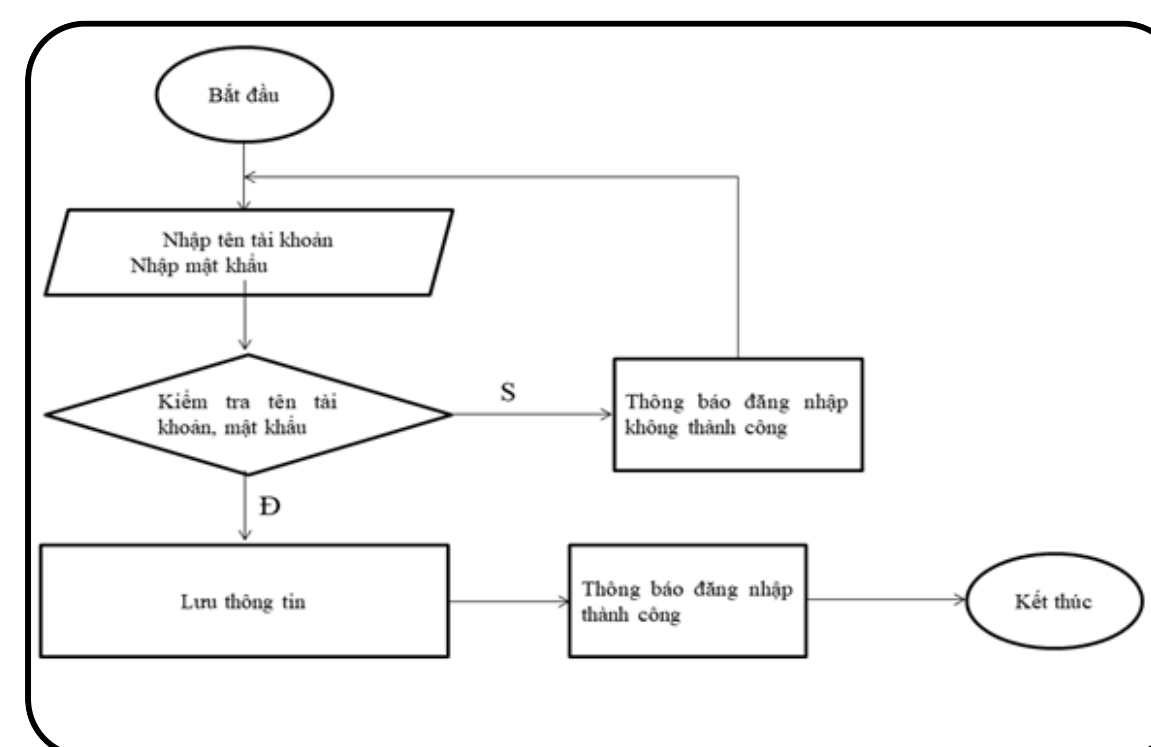 Bắt đầu
Nhập tên tài khoản
Nhập mật khẩu
Kiểm tra tên tài
khoản, mật khẩu
S
Thông báo đăng nhập
không thành công
Đ
Lưu thông tin
Thông báo đăng nhập
thành công
Kết thúc